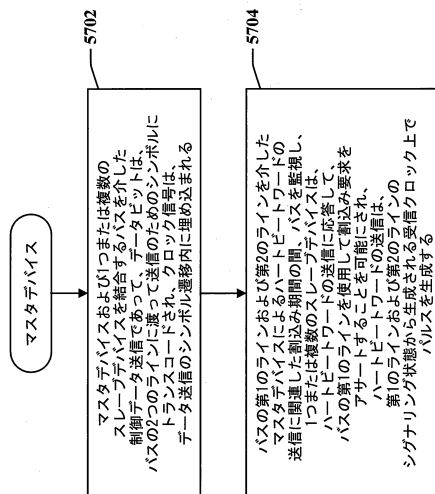 マスタデバイス
5702
マスタデバイスおよび1つまたは複数の
スレーブデバイスを結合するバスを介した
制御データ送信であって、データビットは、
バスの2つのラインに渡って送信のためのシンボルに
トランスコードされ、クロック信号は、
データ送信のシンボル遷移内に埋め込まれる
5704
バスの第1のラインおよび第2のラインを介した
マスタデバイスによるハートビートワードの
送信に関連した割込み期間の間、バスを監視し、
1つまたは複数のスレーブデバイスは、
ハートビートワードの送信に応答して、
バスの第1のラインを使用して割込み要求を
アサートすることを可能にされ、
ハートビートワードの送信は、
第1のラインおよび第2のラインの
シグナリング状態から生成される受信クロック上で
パルスを生成する